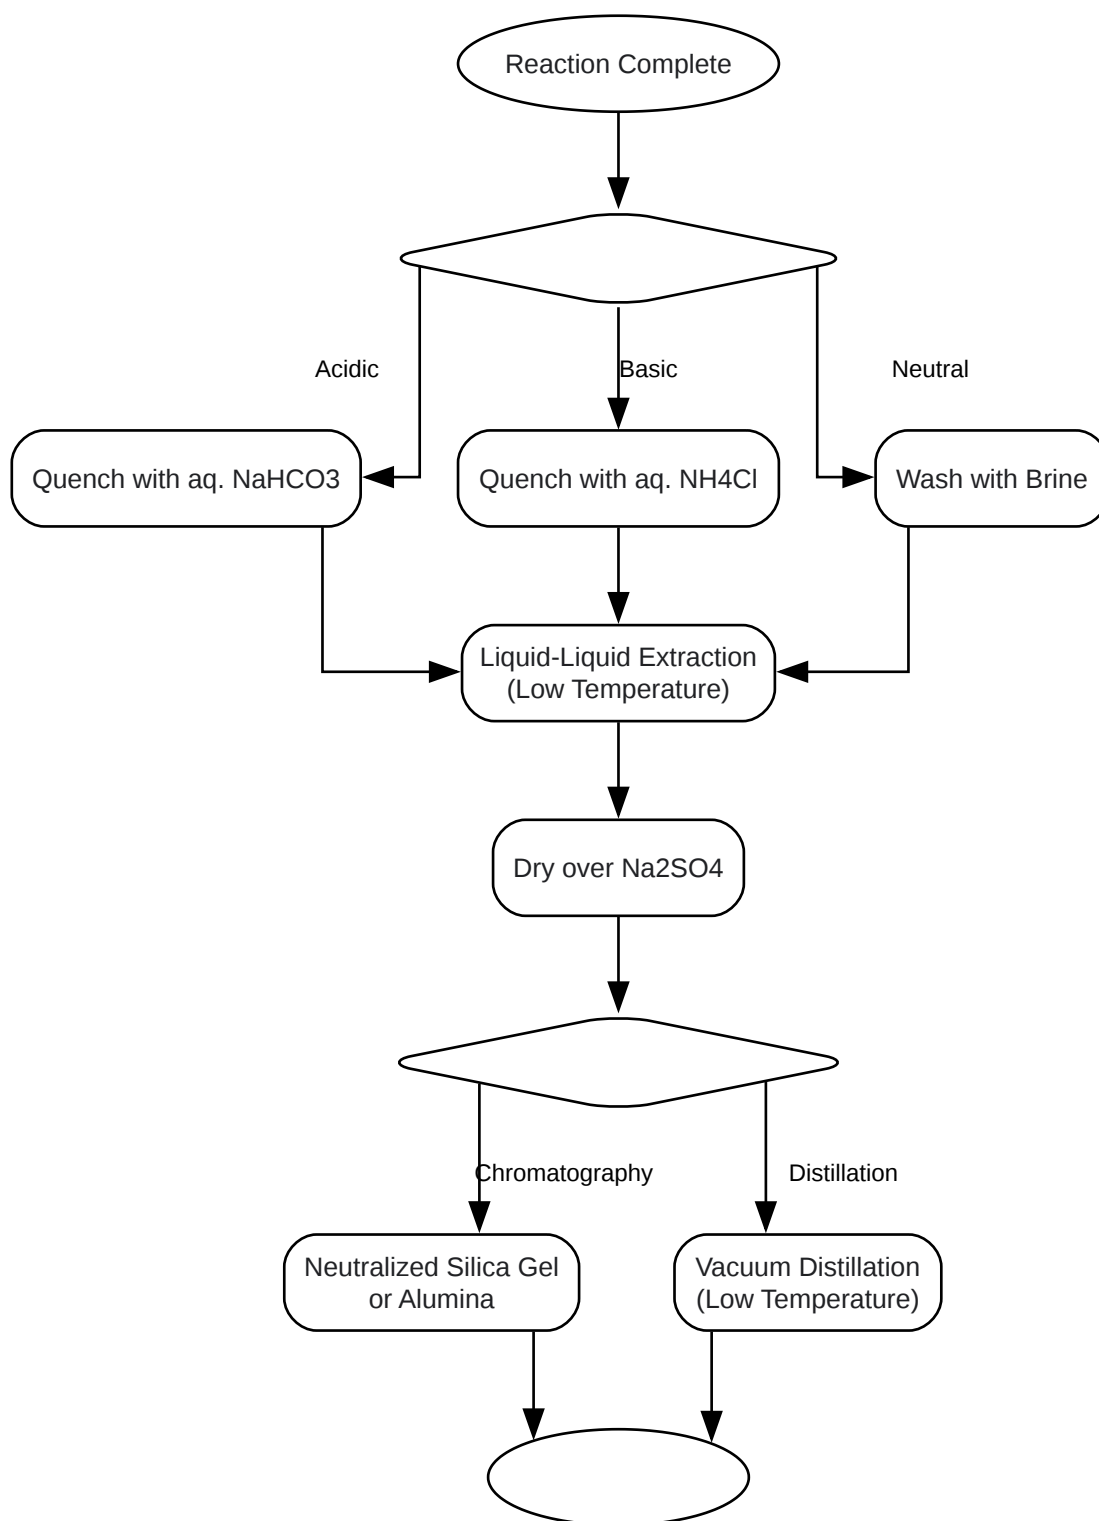 Reaction Complete
Acidic
Basic
Neutral
Quench with aq. NaHCO3
Quench with aq. NH4Cl
Wash with Brine
Liquid-Liquid Extraction
(Low Temperature)
Dry over Na2SO4
Chromatography
Distillation
Neutralized Silica Gel
or Alumina
Vacuum Distillation
(Low Temperature)